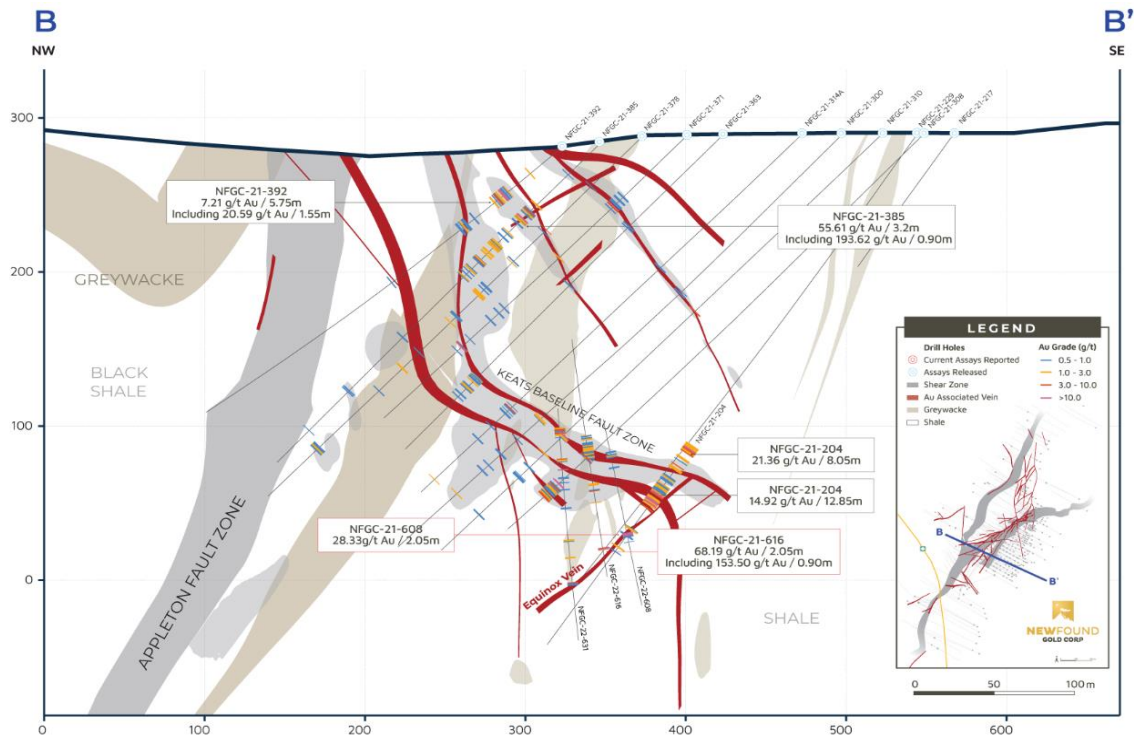 B
NW
B'
SE
300
200
100
0
0
100
200
300
400
500
600
NFGC-21-392
NFGC-21-385
NFGC-21-378
NFGC-21-371
NFGC-21-363
NFGC-21-314A
NFGC-21-300
NFGC-21-310
NFGC-21-229
NFGC-21-308
NFGC-21-217
NFGC-21-392
7.21 g/t Au / 5.75m
Including 20.59 g/t Au / 1.55m
NFGC-21-385
55.61 g/t Au / 3.2m
Including 193.62 g/t Au / 0.90m
GREYWACKE
BLACK
SHALE
APPLETON FAULT ZONE
KEATS BASELINE FAULT ZONE
NFGC-21-204
NFGC-21-204
21.36 g/t Au / 8.05m
NFGC-21-204
14.92 g/t Au / 12.85m
NFGC-21-608
28.33g/t Au / 2.05m
NFGC-21-616
68.19 g/t Au / 2.05m
Including 153.50 g/t Au / 0.90m
Equinox Vein
NFGC-22-631
NFGC-22-616
NFGC-22-608
SHALE
LEGEND
Drill Holes
Current Assays Reported
Assays Released
Shear Zone
Au Associated Vein
Greywacke
Shale
Au Grade (g/t)
0.5 - 1.0
1.0 - 3.0
3.0 - 10.0
>10.0
B
B'
NEWFOUND
GOLD CORP
0
50
100 m